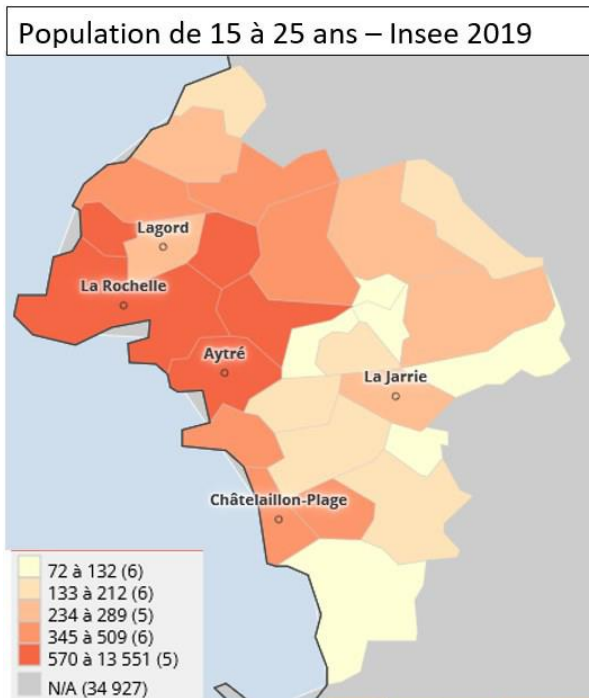 Population de 15 à 25 ans – Insee 2019
Lagord
La Rochelle
Aytré
La Jarrie
Châtelaillon-Plage
72 à 132 (6)
133 à 212 (6)
234 à 289 (5)
345 à 509 (6)
570 à 13 551 (5)
N/A (34 927)